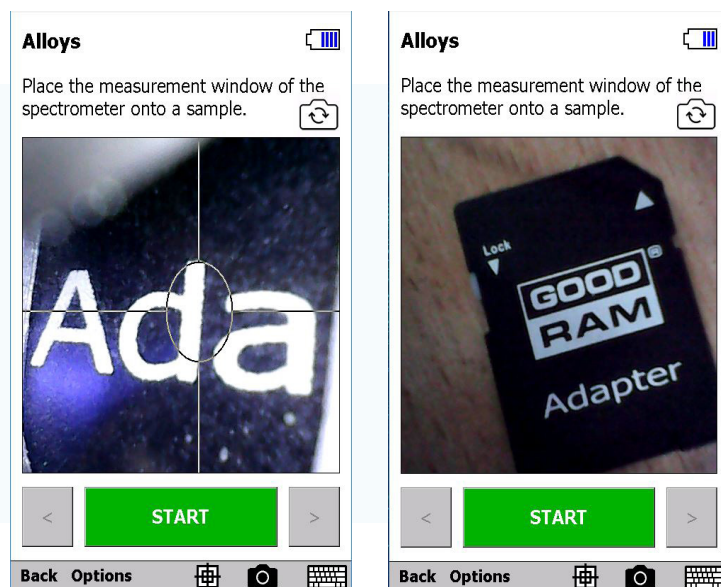 Alloys
Place the measurement window of the
spectrometer onto a sample.
Ada
<
START
>
Back Options
Alloys
Place the measurement window of the
spectrometer onto a sample.
Lock
GOOD
®
RAM
Adapter
<
START
>
Back Options